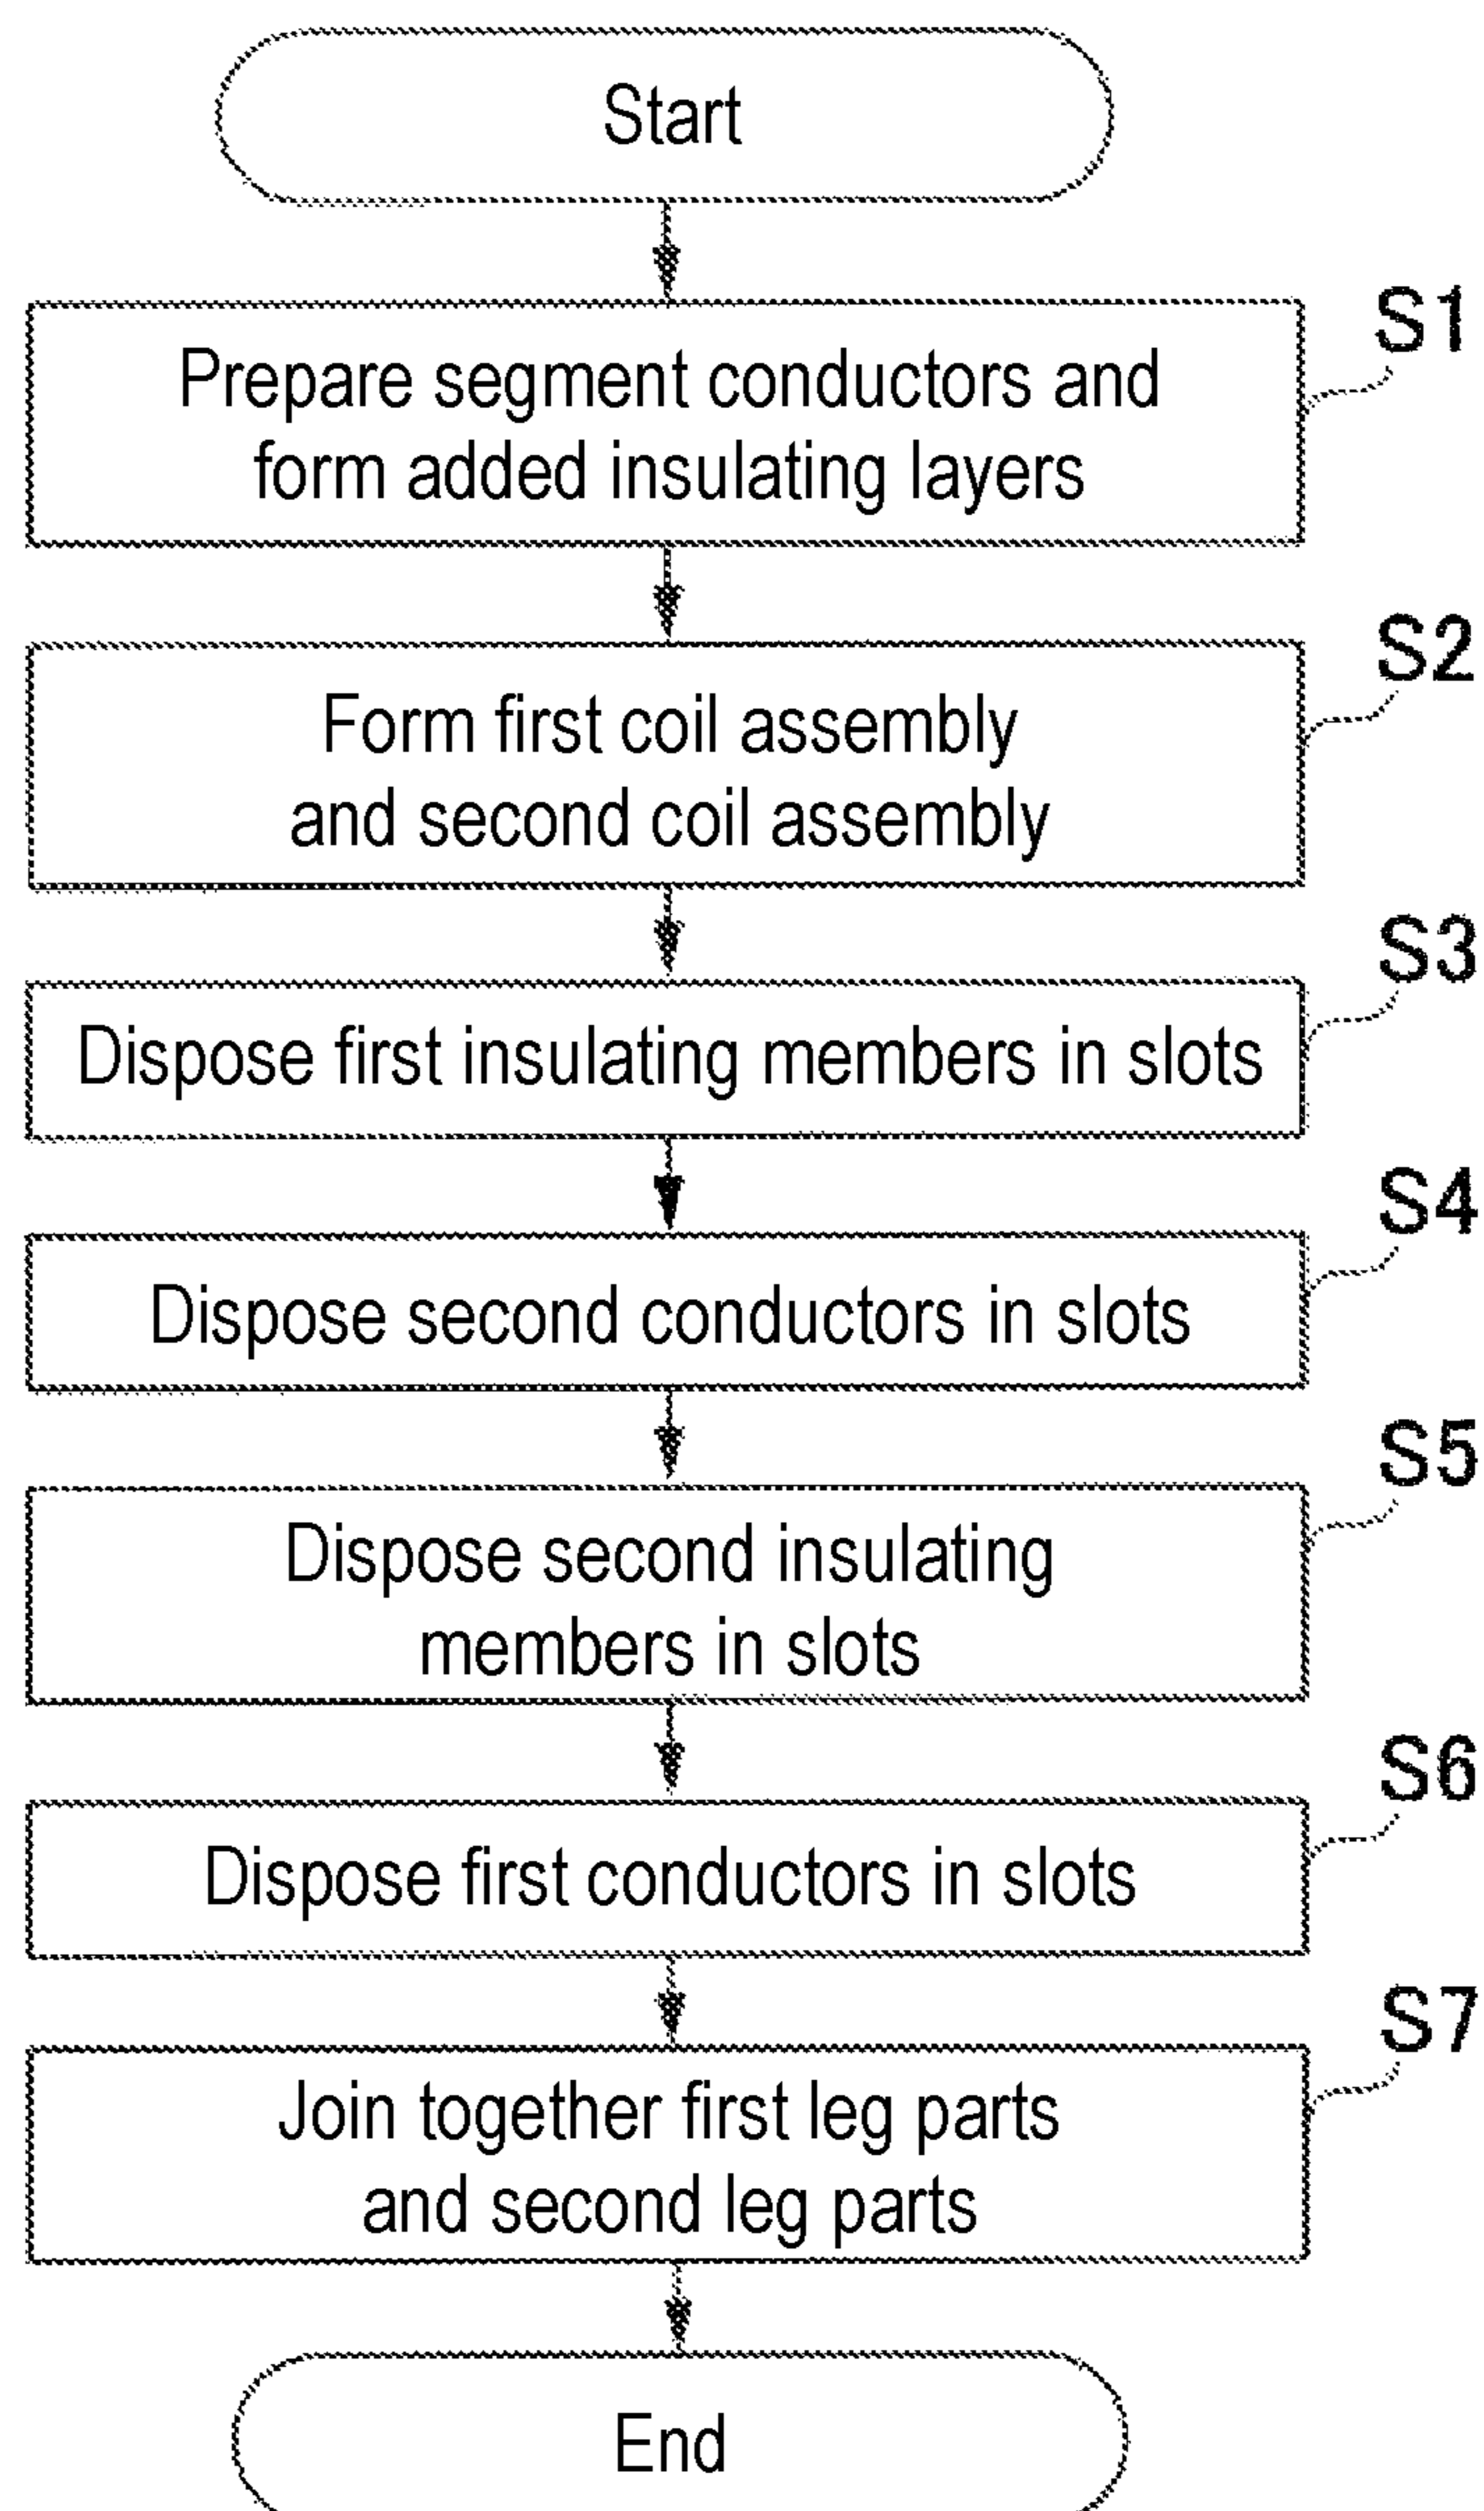 Start
S1
Prepare segment conductors and
form added insulating layers
S2
Form first coil assembly
and second coil assembly
S3
Dispose first insulating members in slots
S4
Dispose second conductors in slots
S5
Dispose second insulating
members in slots
S6
Dispose first conductors in slots
S7
Join together first leg parts
and second leg parts
End